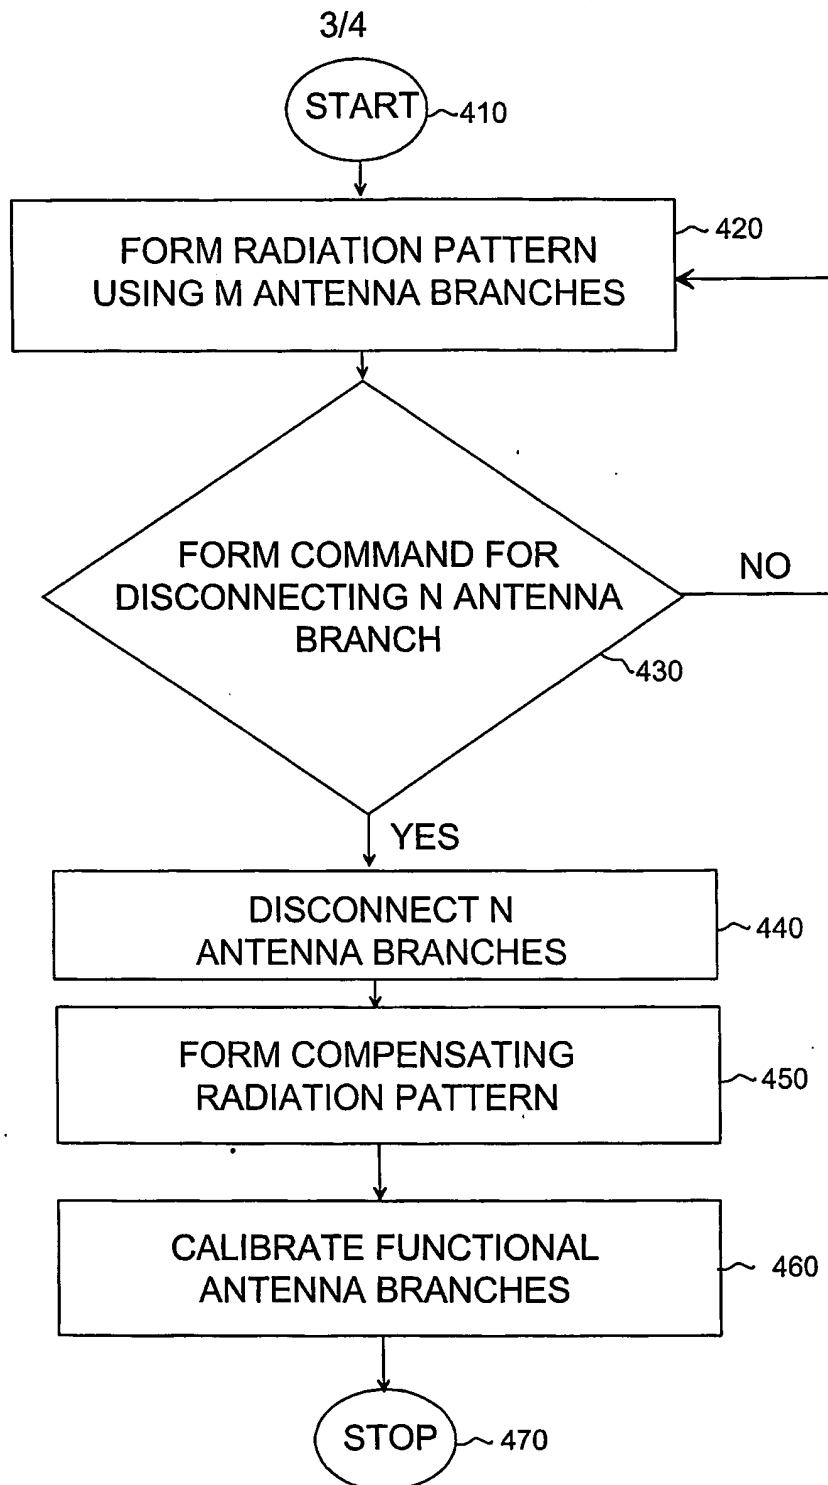 3/4
START
410
FORM RADIATION PATTERN
USING M ANTENNA BRANCHES
420
FORM COMMAND FOR
DISCONNECTING N ANTENNA
BRANCH
NO
430
YES
DISCONNECT N
ANTENNA BRANCHES
440
FORM COMPENSATING
RADIATION PATTERN
450
CALIBRATE FUNCTIONAL
ANTENNA BRANCHES
460
STOP
470